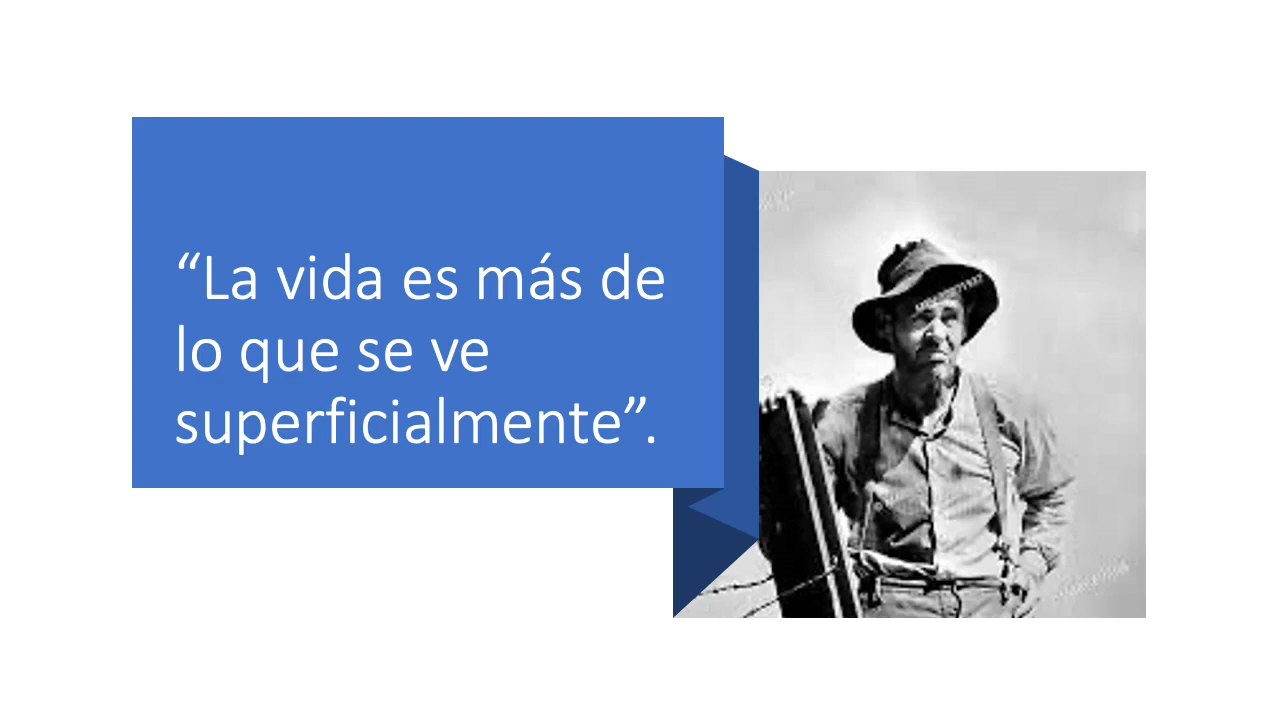 “La vida es más de
lo que se ve
superficialmente”.